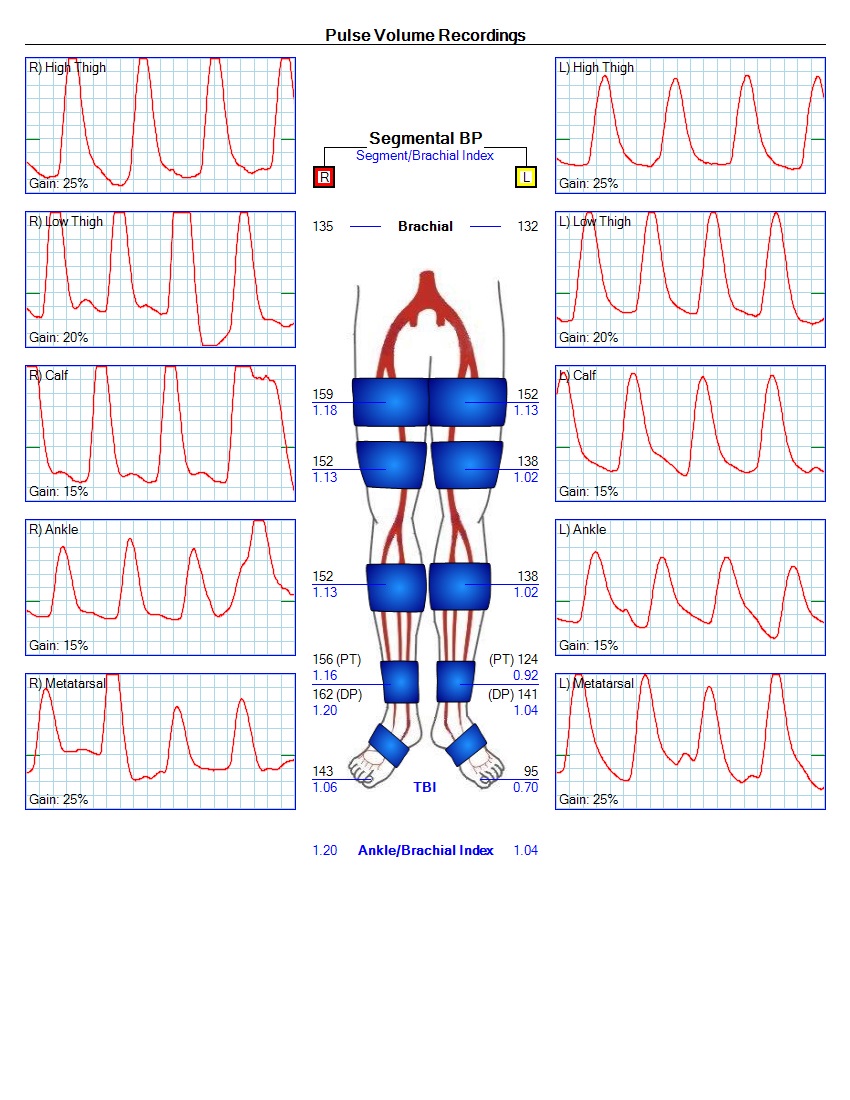 Pulse Volume Recordings
R) High Thigh
Gain: 25%
R) Low Thigh
Gain: 20%
R) Calf
Gain: 15%
R) Ankle
Gain: 15%
R) Metatarsal
Gain: 25%
Segmental BP
Segment/Brachial Index
R L
135 Brachial 132
159 152
1.18 1.13
152 138
1.13 1.02
152 138
1.13 1.02
156 (PT) (PT) 124
1.16 0.92
162 (DP) (DP) 141
1.20 1.04
143 95
1.06 TBI 0.70
1.20 Ankle/Brachial Index 1.04
L) High Thigh
Gain: 25%
L) Low Thigh
Gain: 20%
L) Calf
Gain: 15%
L) Ankle
Gain: 15%
L) Metatarsal
Gain: 25%